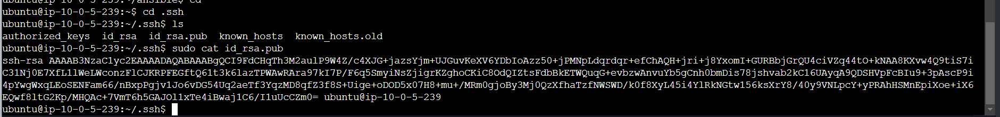 ubuntu@ip-10-0-5-239:~/ansible$ cd
ubuntu@ip-10-0-5-239:~$ cd .ssh
ubuntu@ip-10-0-5-239:~/.ssh$ ls
authorized_keys  id_rsa  id_rsa.pub  known_hosts  known_hosts.old
ubuntu@ip-10-0-5-239:~/.ssh$ sudo cat id_rsa.pub
ssh-rsa AAAAB3NzaC1yc2EAAAADAQABAAABgQCI9FdCHqTh3M2aulP9W4Z/c4XJG+jazsYjm+UJGuvKeXV6YDbIoAzz50+jPMNpLdqrdqr+efChAQH+jri+j8YxomI+GURBbjGrQU4ciVZq44tO+kNAA8KXvw4Q9tiS7i
C31Nj0E7XfL1lWeLWconzFlCJKRPFEGftQ61t3k6lazTPWAwRAra97kI7P/F6q5SmyiNsZjigrKZghoCKiC8OdQIZtsFdbBkETWQuqG+evbzwAnvuYb5gCnh0bmDis78jshvab2kC16UAyqA9QDSHVpFcBIu9+3pAscP9i
4pYwgWxqLEoSENFam66/nBxpPgjv1Jo6vDG54Uq2aeTf3YqzMD8qfZ3f8S+Uige+oDOD5x07H8+mu+/MRm0gjoBy3Mj0QzXfhaTzfNWSWD/k0f8XyL45i4YlRkNGtw156ksXrY8/40y9VNLpcY+yPRAhHSMnEpiXoe+iX6
EQwf8ltG2Kp/MHQAc+7VmT6h5GAJOl1xTe4iBwaj1C6/I1uUcCZm0= ubuntu@ip-10-0-5-239
ubuntu@ip-10-0-5-239:~/.ssh$